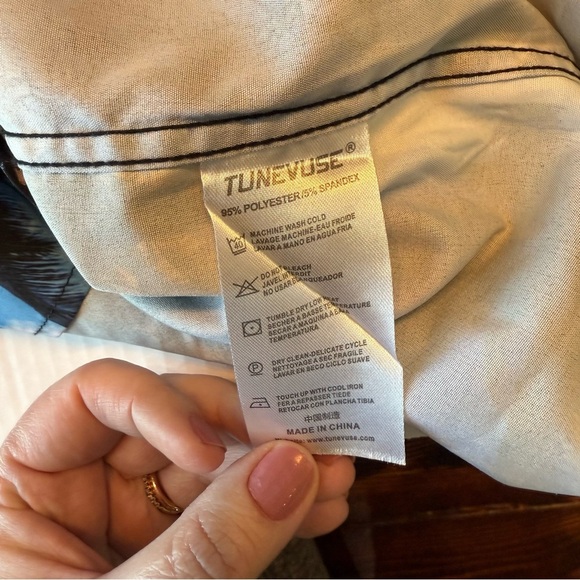 TUNEVUSE®
95% POLYESTER/5% SPANDEX
40
MACHINE WASH COLD
LAVAGE MACHINE-EAU FROIDE
LAVAR A MANO EN AGUA FRIA
DO NOT BLEACH
JAVEL INTERDIT
NO USAR BLANQUEADOR
TUMBLE DRY LOW HEAT
SECHER A BASSE TEMPERATURE
SECAR A MAQUINA A BAJA
TEMPERATURE
P
DRY CLEAN-DELICATE CYCLE
NETTOYAGE A SEC FRAGILE
LAVAR EN SECO CICLO SUAVE
TOUCH UP WITH COOL IRON
FER A REPASSER TIEDE
RETOCAR CON PLANCHA TIBIA
中国制造
MADE IN CHINA
www.tunevuse.com